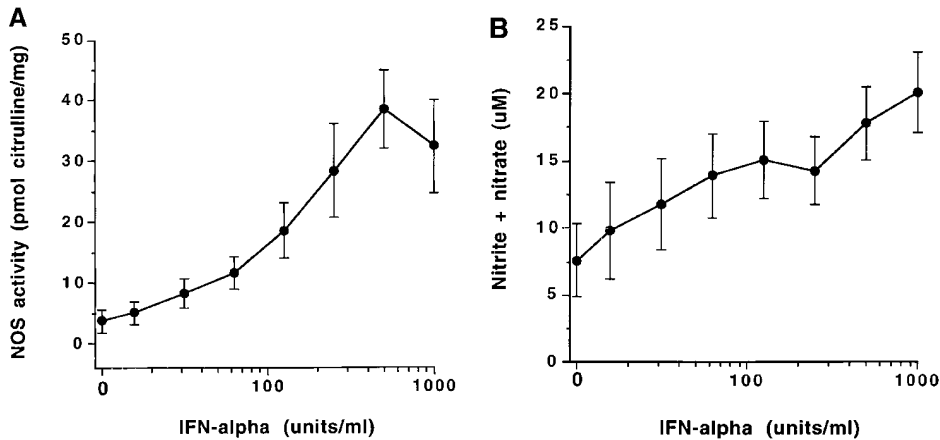 A
NOS activity (pmol citrulline/mg)
50
40
30
20
10
0
0 100 1000
IFN-alpha (units/ml)
B
Nitrite + nitrate (uM)
25
20
15
10
5
0
0 100 1000
IFN-alpha (units/ml)